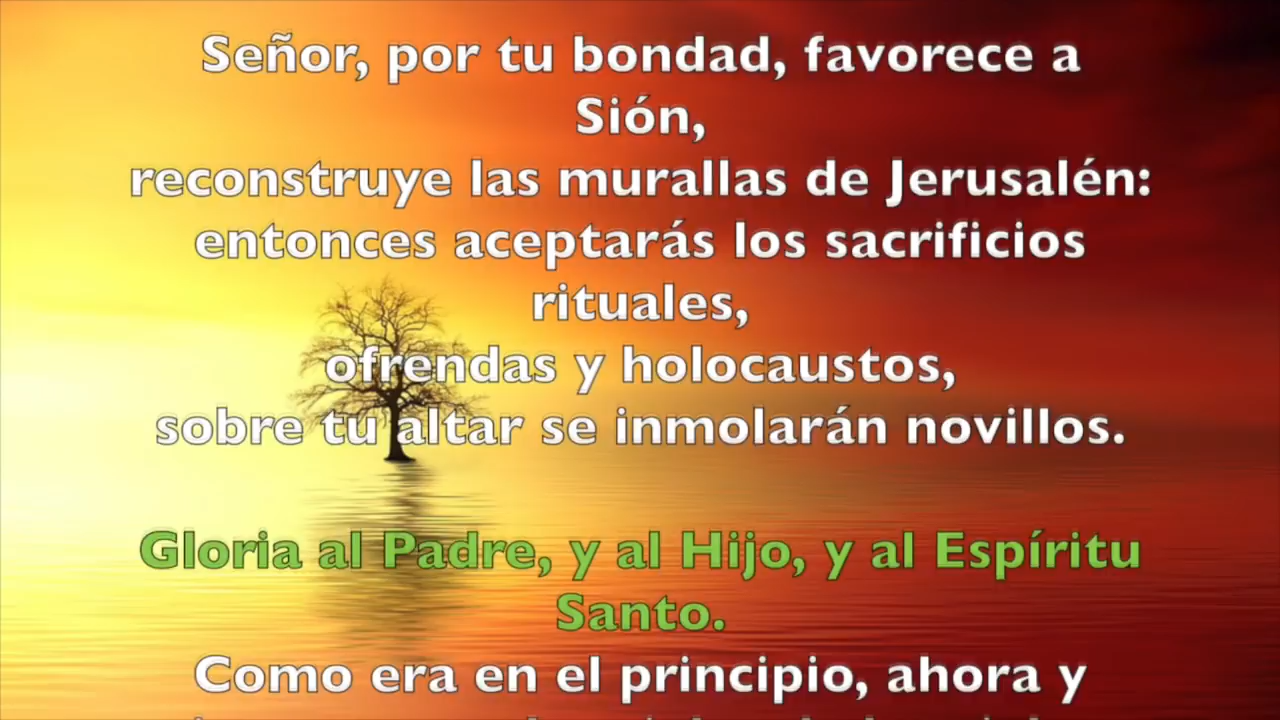 Señor, por tu bondad, favorece a
Sión,
reconstruye las murallas de Jerusalén:
entonces aceptarás los sacrificios
rituales,
ofrendas y holocaustos,
sobre tu altar se inmolarán novillos.
Gloria al Padre, y al Hijo, y al Espíritu
Santo.
Como era en el principio, ahora y